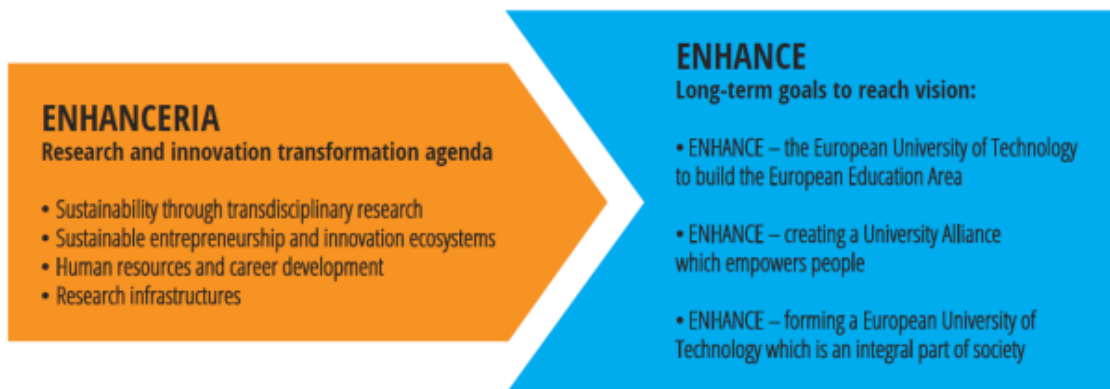 ENHANCERIA
Research and innovation transformation agenda
• Sustainability through transdisciplinary research
• Sustainable entrepreneurship and innovation ecosystems
• Human resources and career development
• Research infrastructures
ENHANCE
Long-term goals to reach vision:
• ENHANCE – the European University of Technology
to build the European Education Area
• ENHANCE – creating a University Alliance
which empowers people
• ENHANCE – forming a European University of
Technology which is an integral part of society